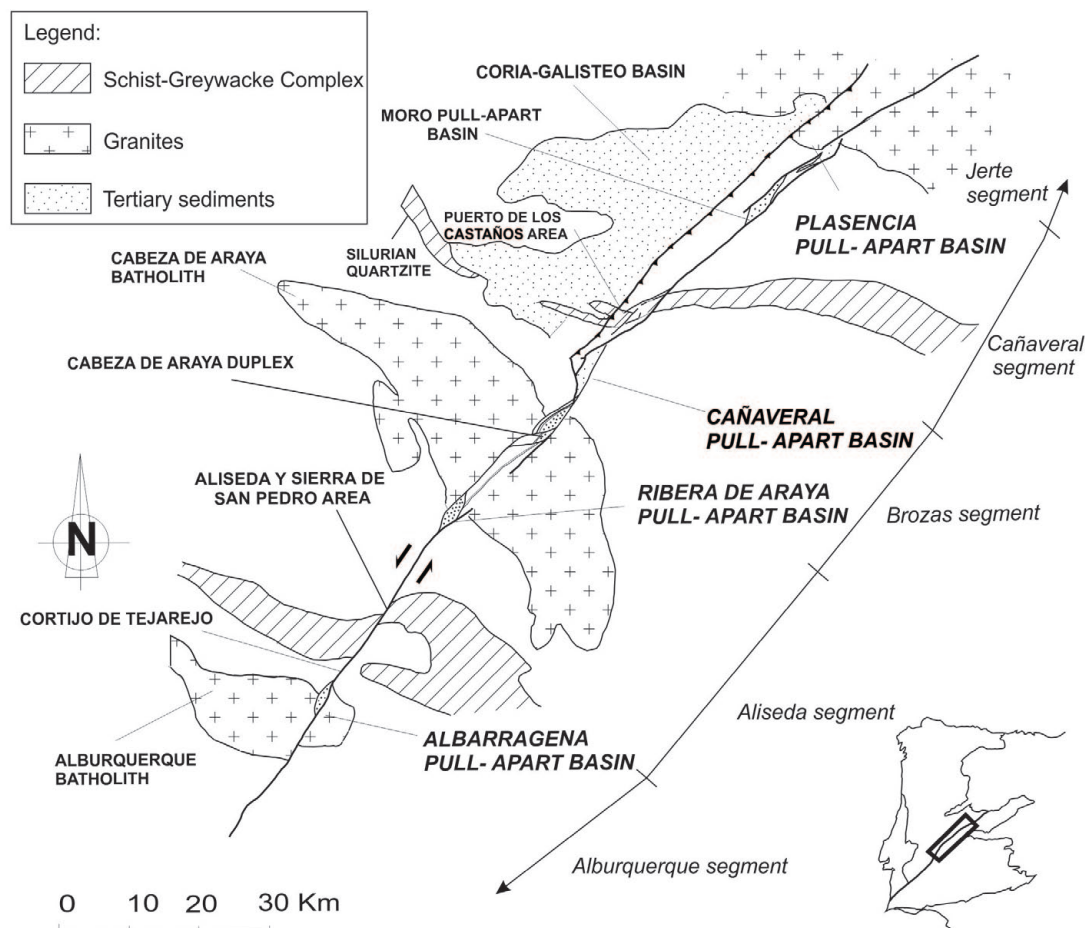 Legend:
Schist-Greywacke Complex
Granites
Tertiary sediments
CORIA-GALISTEO BASIN
MORO PULL-APART
BASIN
Jerte
segment
PUERTO DE LOS
CASTAÑOS AREA
PLASENCIA
PULL- APART BASIN
SILURIAN
QUARTZITE
CABEZA DE ARAYA
BATHOLITH
Cañaveral
segment
CABEZA DE ARAYA DUPLEX
CAÑAVERAL
PULL- APART BASIN
ALISEDA Y SIERRA DE
SAN PEDRO AREA
RIBERA DE ARAYA
PULL- APART BASIN
Brozas segment
N
CORTIJO DE TEJAREJO
Aliseda segment
ALBARRAGENA
PULL- APART BASIN
ALBURQUERQUE
BATHOLITH
Alburquerque segment
0 10 20 30 Km